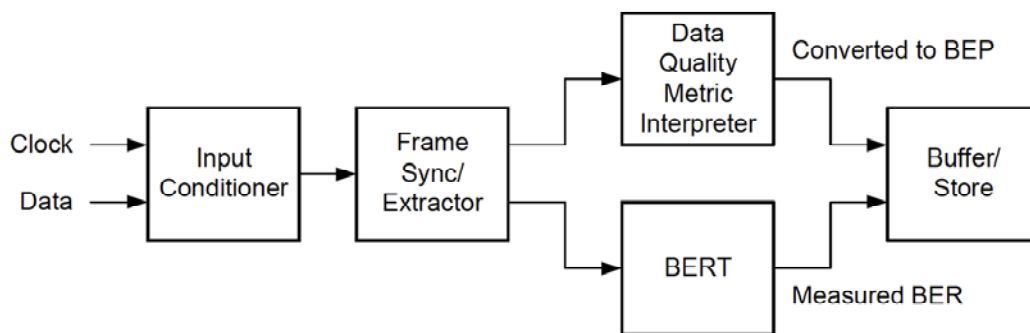 Clock
Data
Input
Conditioner
Frame
Sync/
Extractor
Data
Quality
Metric
Interpreter
Converted to BEP
BERT
Measured BER
Buffer/
Store